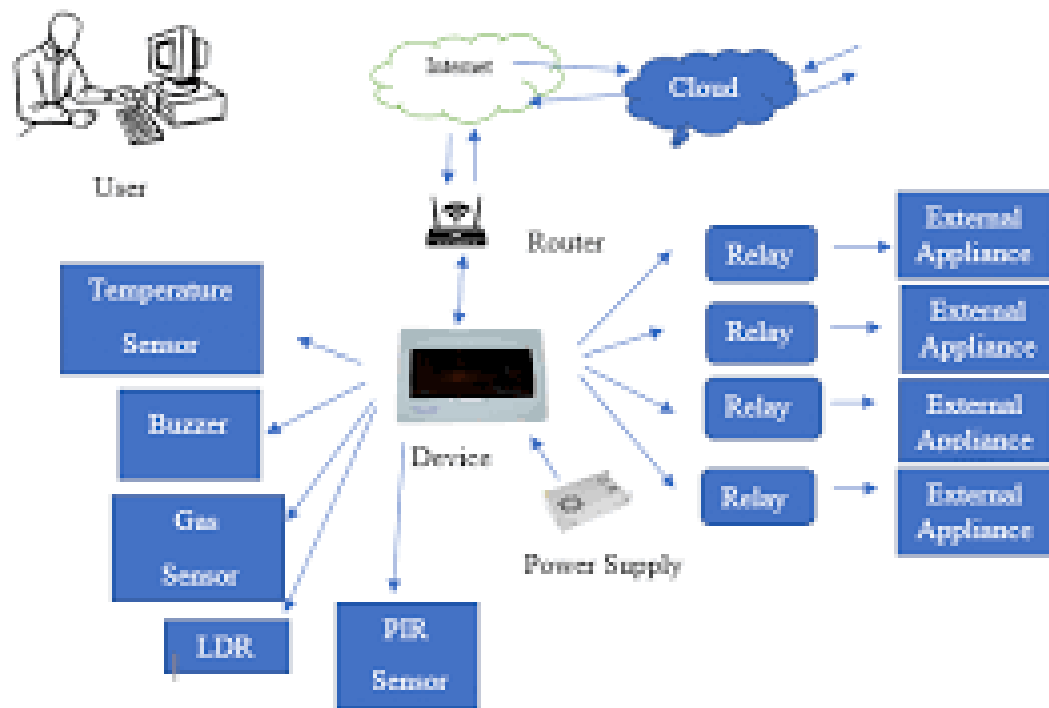 Internet
Cloud
User
Router
Relay
External
Appliance
Temperature
Sensor
Relay
External
Appliance
Buzzer
Relay
External
Appliance
Device
Gas
Sensor
Relay
External
Appliance
Power Supply
LDR
PIR
Sensor